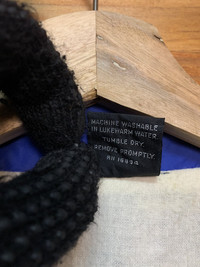 MACHINE WASHABLE
IN LUKEWARM WATER
TUMBLE DRY
REMOVE PROMPTLY
RN